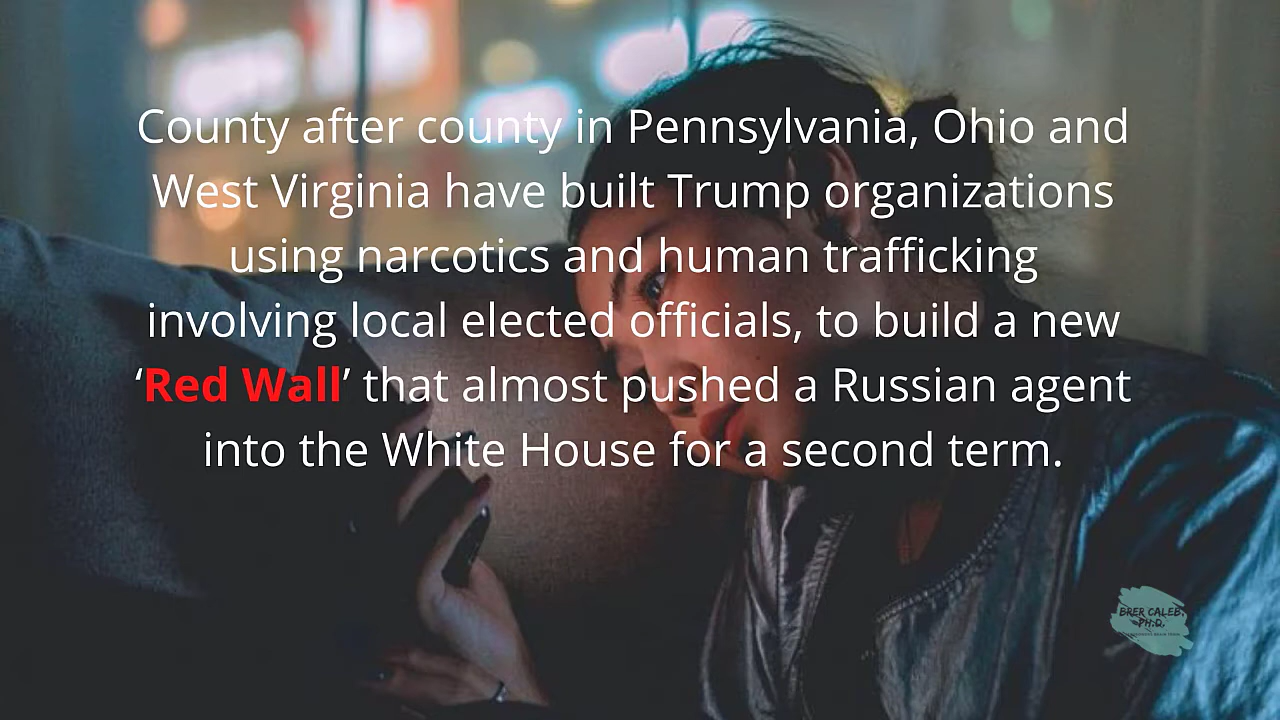 County after county in Pennsylvania, Ohio and
West Virginia have built Trump organizations
using narcotics and human trafficking
involving local elected officials, to build a new
‘Red Wall’ that almost pushed a Russian agent
into the White House for a second term.
BRER CALEB,
PH.D.